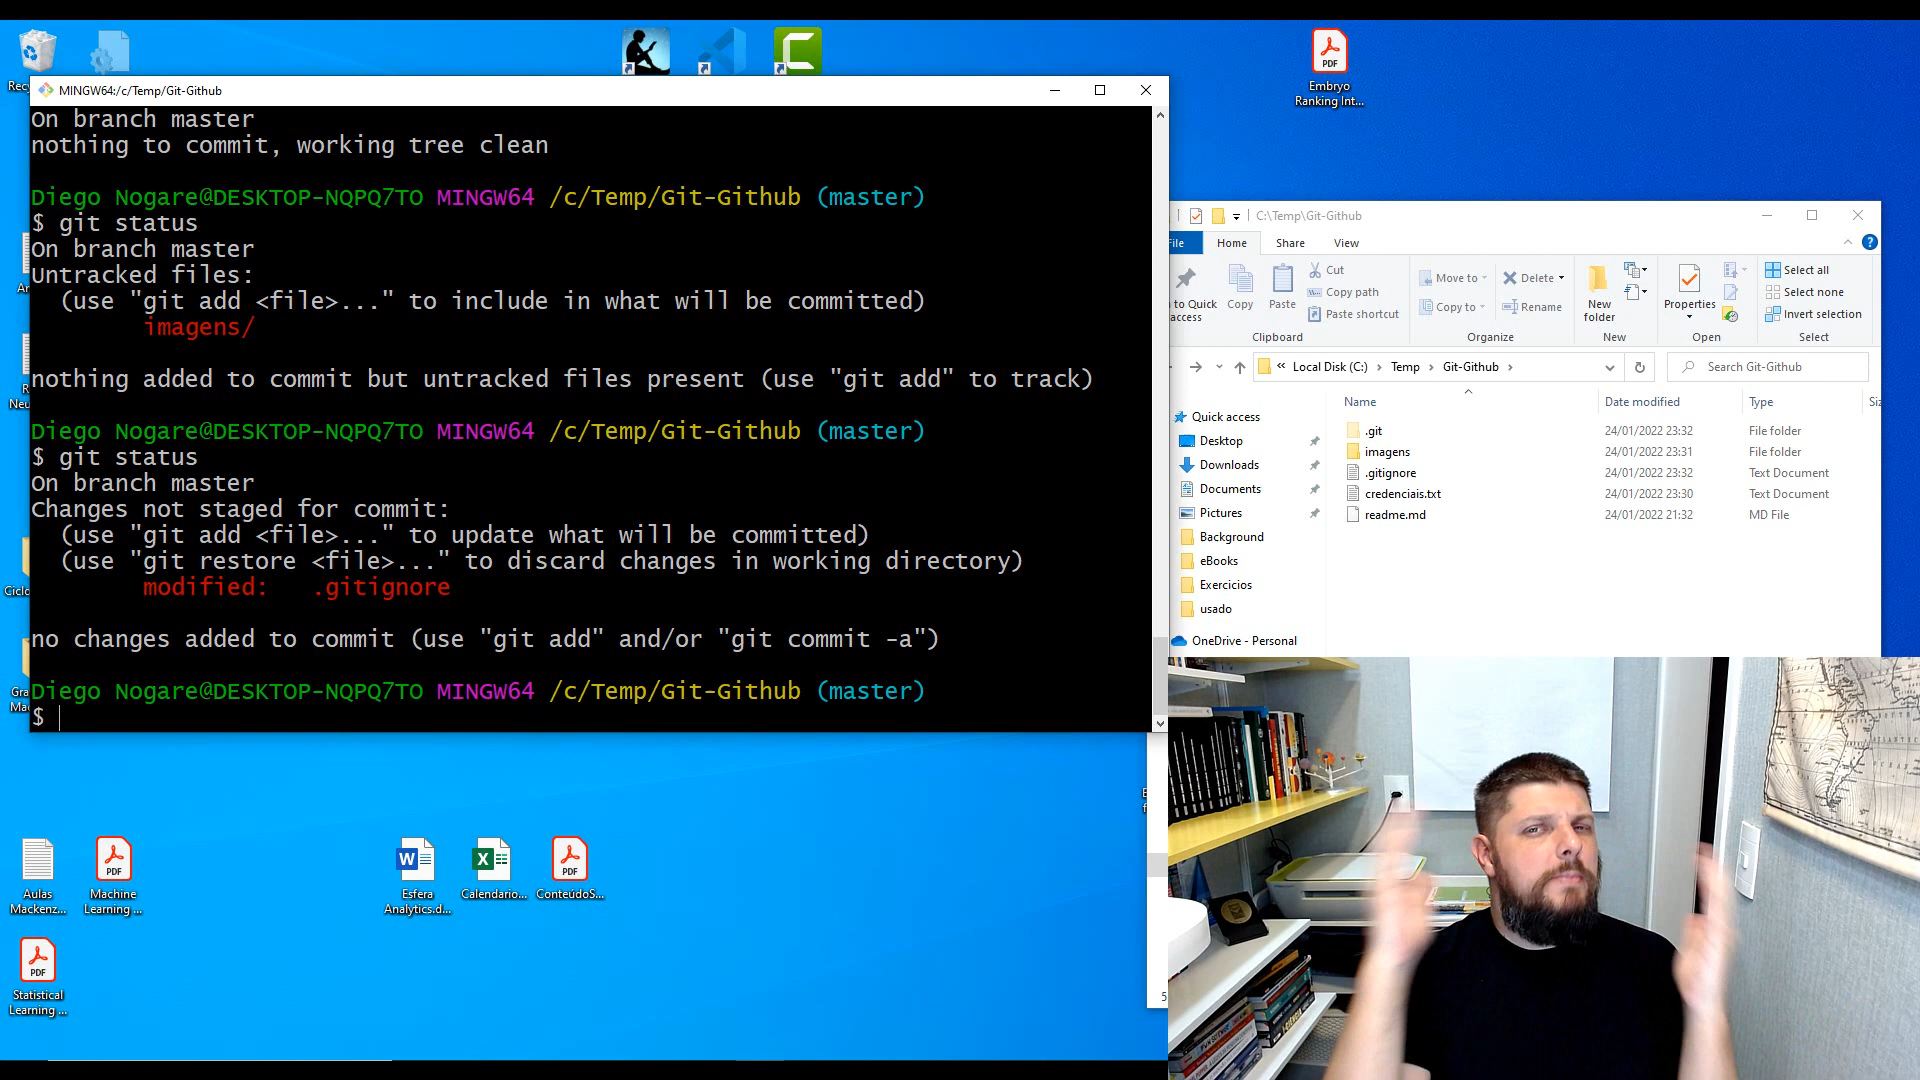 Embryo
Ranking Int...
MINGW64:/c/Temp/Git-Github
On branch master
nothing to commit, working tree clean
Diego Nogare@DESKTOP-NQPQ7TO MINGW64 /c/Temp/Git-Github (master)
$ git status
On branch master
Untracked files:
(use "git add <file>..." to include in what will be committed)
imagens/
nothing added to commit but untracked files present (use "git add" to track)
Diego Nogare@DESKTOP-NQPQ7TO MINGW64 /c/Temp/Git-Github (master)
$ git status
On branch master
Changes not staged for commit:
(use "git add <file>..." to update what will be committed)
(use "git restore <file>..." to discard changes in working directory)
modified: .gitignore
no changes added to commit (use "git add" and/or "git commit -a")
Diego Nogare@DESKTOP-NQPQ7TO MINGW64 /c/Temp/Git-Github (master)
$
C:\Temp\Git-Github
File Home Share View
to Quick access
Copy
Paste
Cut
Copy path
Paste shortcut
Clipboard
Move to
Copy to
Delete
Rename
Organize
New folder
New
Properties
Open
Select all
Select none
Invert selection
Select
« Local Disk (C:) Temp Git-Github
Search Git-Github
Name Date modified Type
.git 24/01/2022 23:32 File folder
imagens 24/01/2022 23:31 File folder
.gitignore 24/01/2022 23:32 Text Document
credenciais.txt 24/01/2022 23:30 Text Document
readme.md 24/01/2022 21:32 MD File
Quick access
Desktop
Downloads
Documents
Pictures
Background
eBooks
Exercicios
usado
OneDrive - Personal
Aulas
Mackenz...
PDF
Machine
Learning ...
Esfera
Analytics.d...
Calendario...
PDF
ConteúdoS...
PDF
Statistical
Learning ...
PDF
5